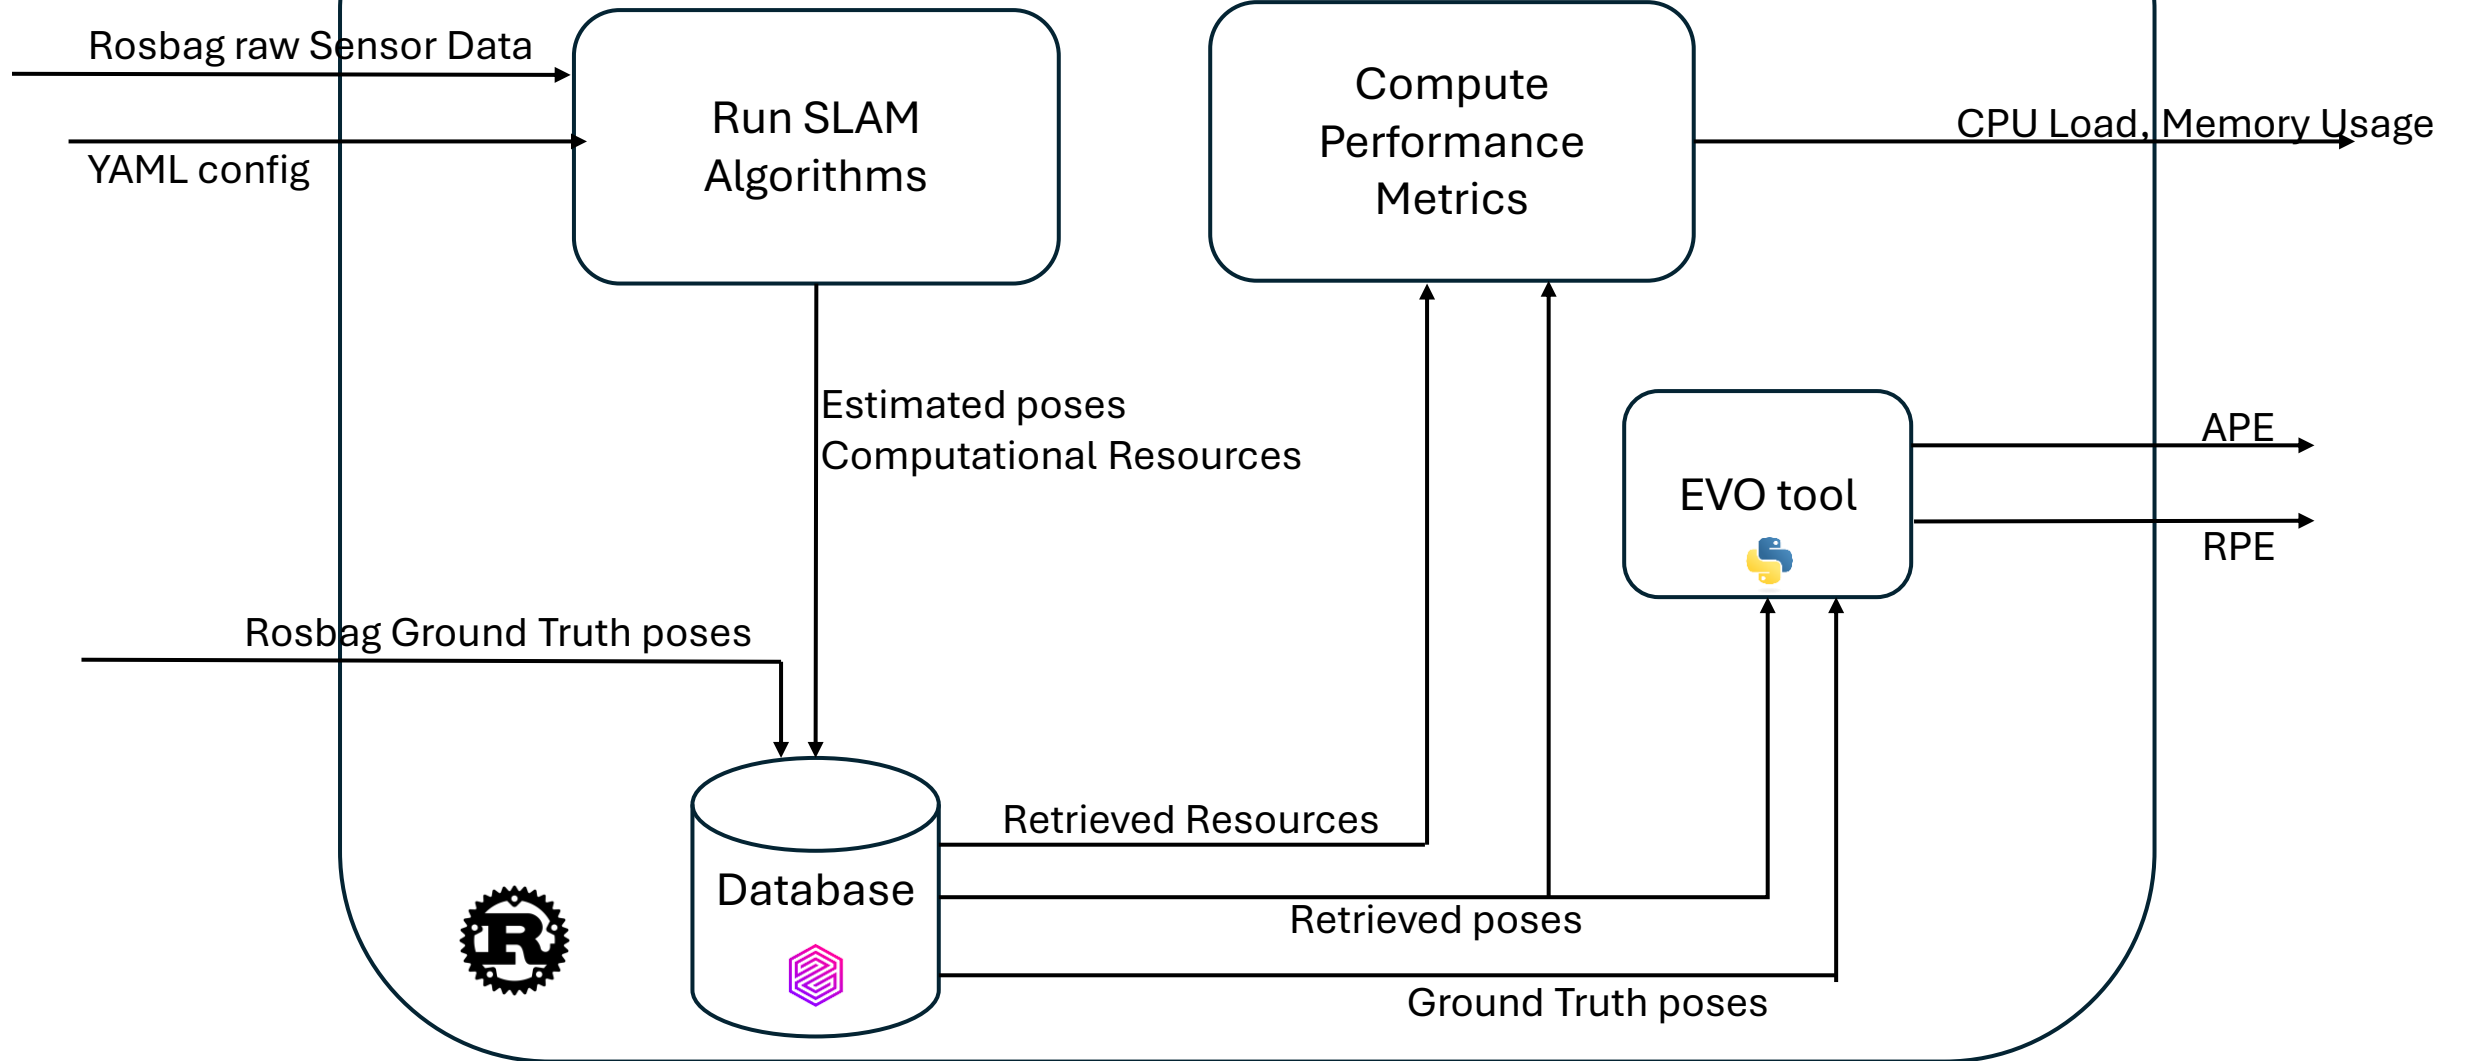 Rosbag raw Sensor Data
YAML config
Run SLAM
Algorithms
Compute
Performance
Metrics
CPU Load, Memory Usage
Estimated poses
Computational Resources
EVO tool
APE
RPE
Rosbag Ground Truth poses
Database
Retrieved Resources
Retrieved poses
Ground Truth poses
R